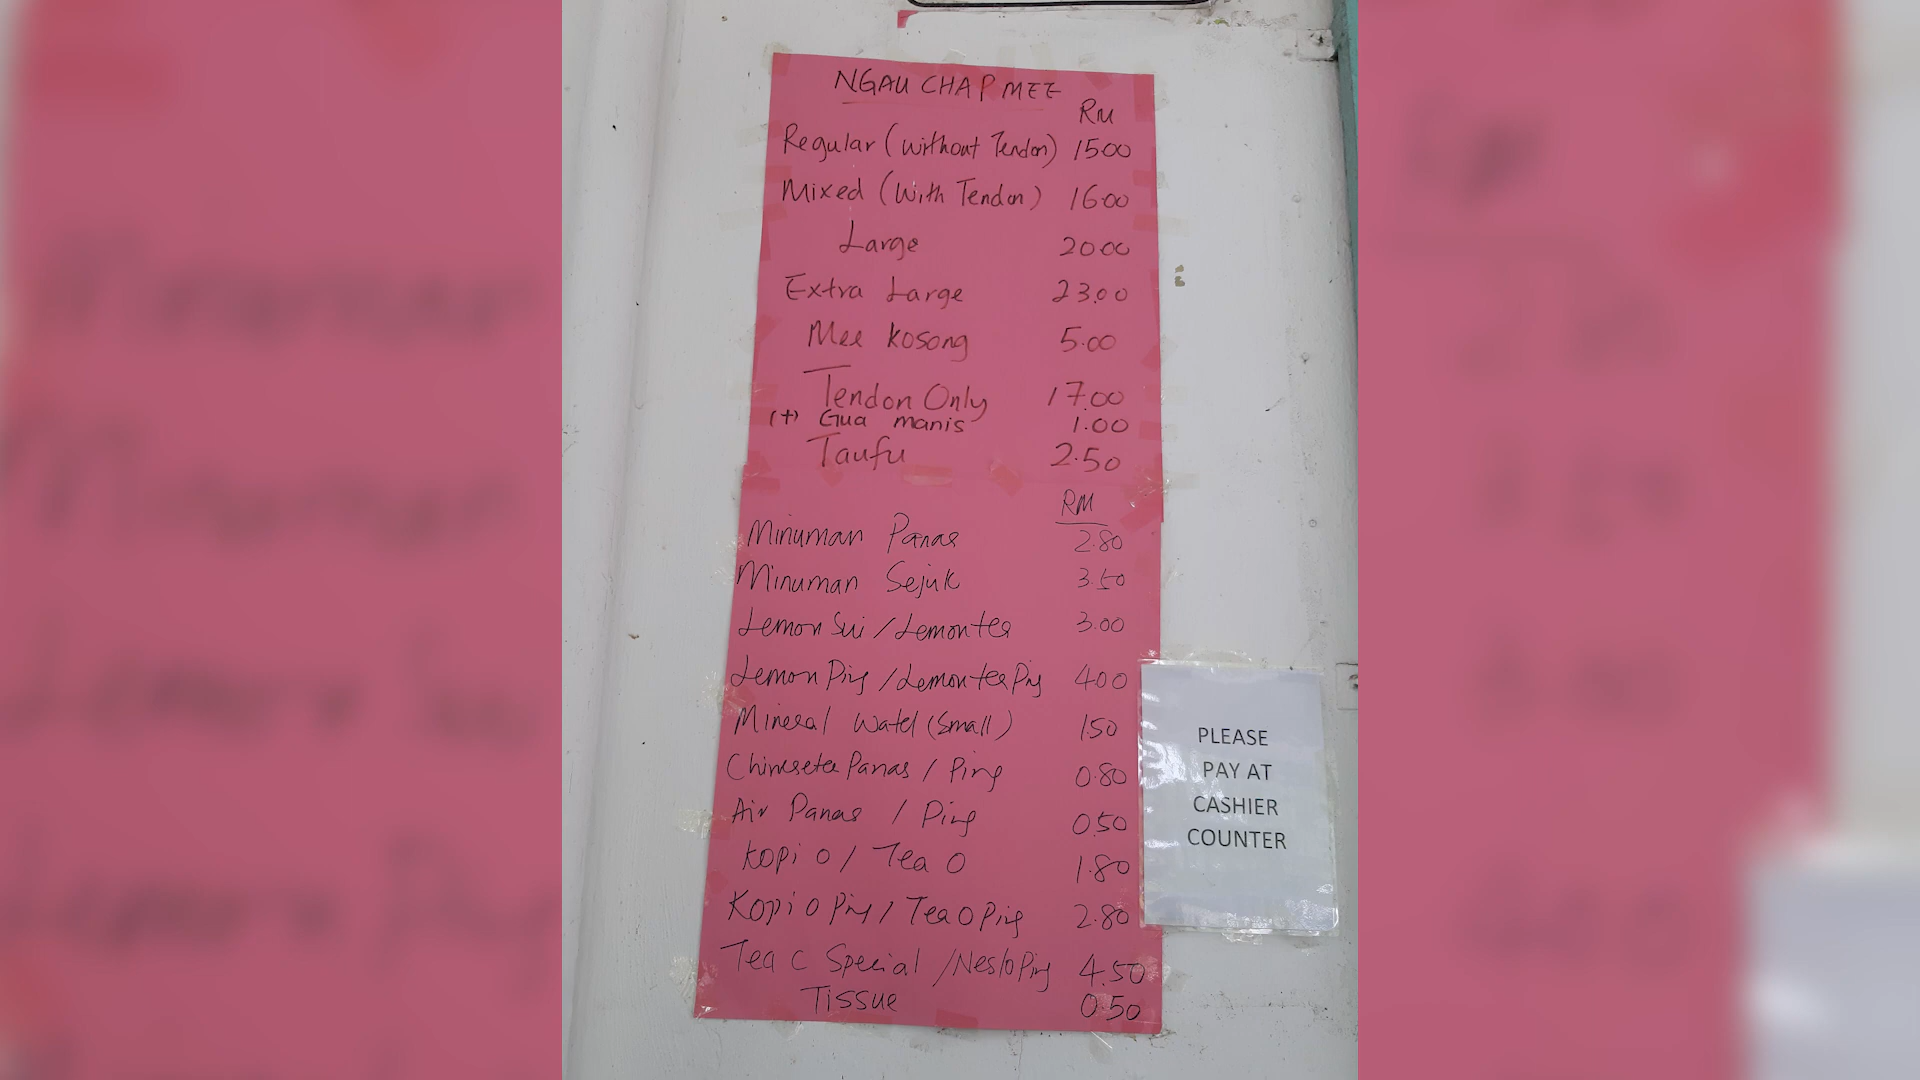 NGAU CHAP MEE
RM
Regular (without Tendon) 15.00
Mixed (With Tendon) 16.00
Large 20.00
Extra Large 23.00
Mee Kosong 5.00
Tendon Only 17.00
(+) Gua manis 1.00
Taufu 2.50
RM
Minuman Panas 2.80
Minuman Sejuk 3.50
Lemon Sui / Lemontea 3.00
Lemon Ping / Lemontea Ping 4.00
Mineral Water (Small) 1.50
Chinesetea Panas / Ping 0.80
Air Panas / Ping 0.50
Kopi O / Tea O 1.80
Kopi O Ping / Tea O Ping 2.80
Tea C Special / Neslo Ping 4.50
Tissue 0.50
PLEASE
PAY AT
CASHIER
COUNTER